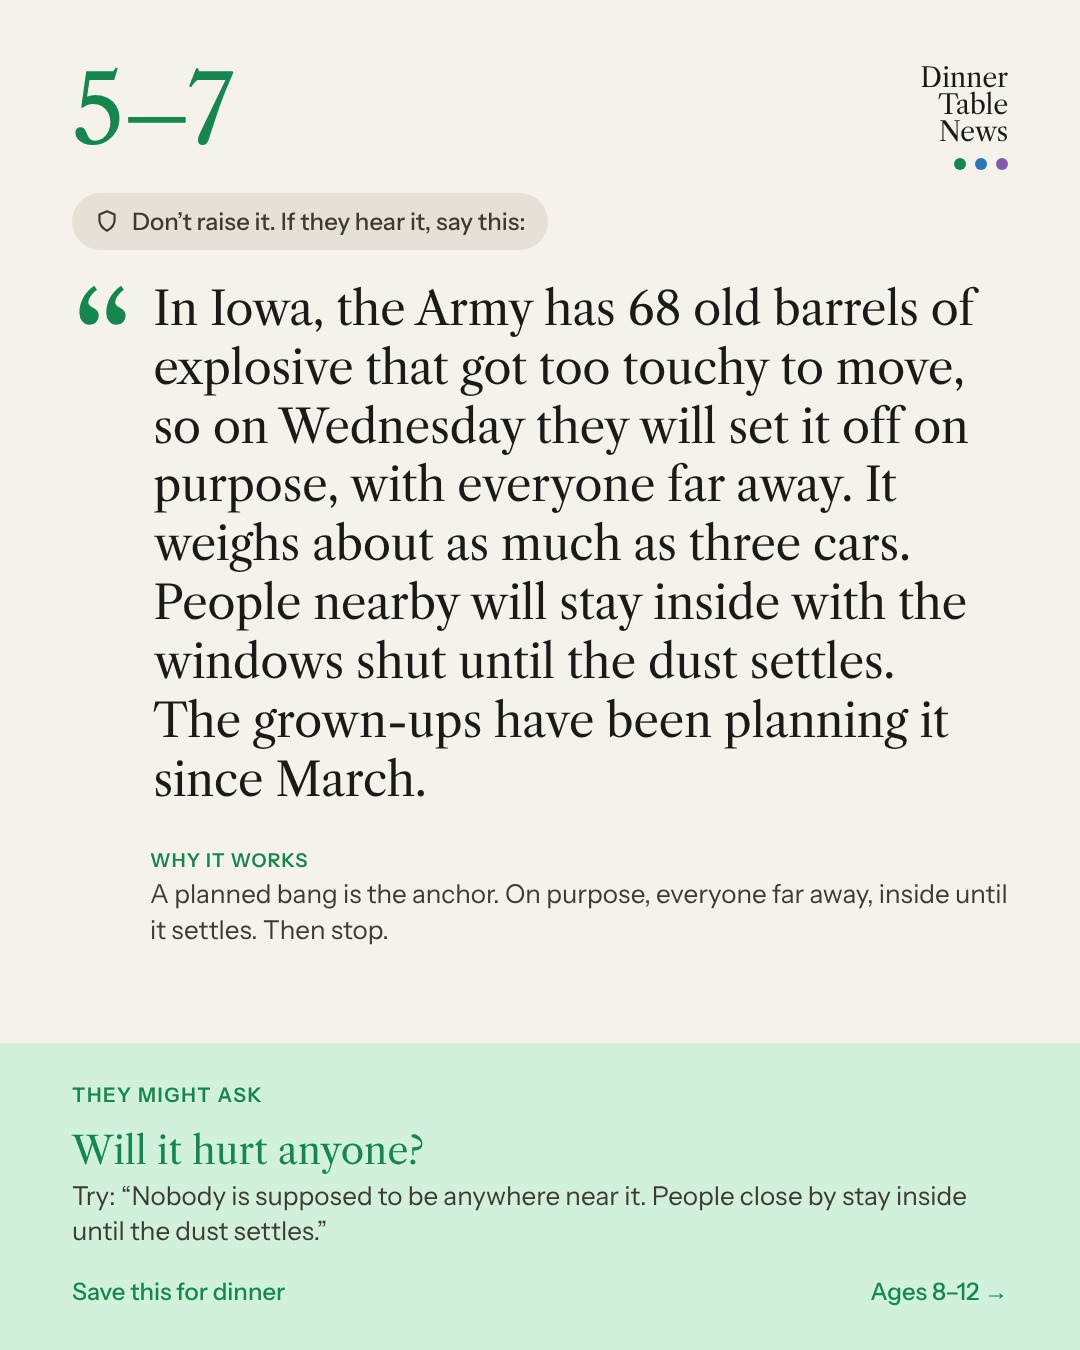 5–7
Dinner
Table
News
Don’t raise it. If they hear it, say this:
“ In Iowa, the Army has 68 old barrels of
explosive that got too touchy to move,
so on Wednesday they will set it off on
purpose, with everyone far away. It
weighs about as much as three cars.
People nearby will stay inside with the
windows shut until the dust settles.
The grown-ups have been planning it
since March.
WHY IT WORKS
A planned bang is the anchor. On purpose, everyone far away, inside until
it settles. Then stop.
THEY MIGHT ASK
Will it hurt anyone?
Try: “Nobody is supposed to be anywhere near it. People close by stay inside
until the dust settles.”
Save this for dinner
Ages 8–12 →